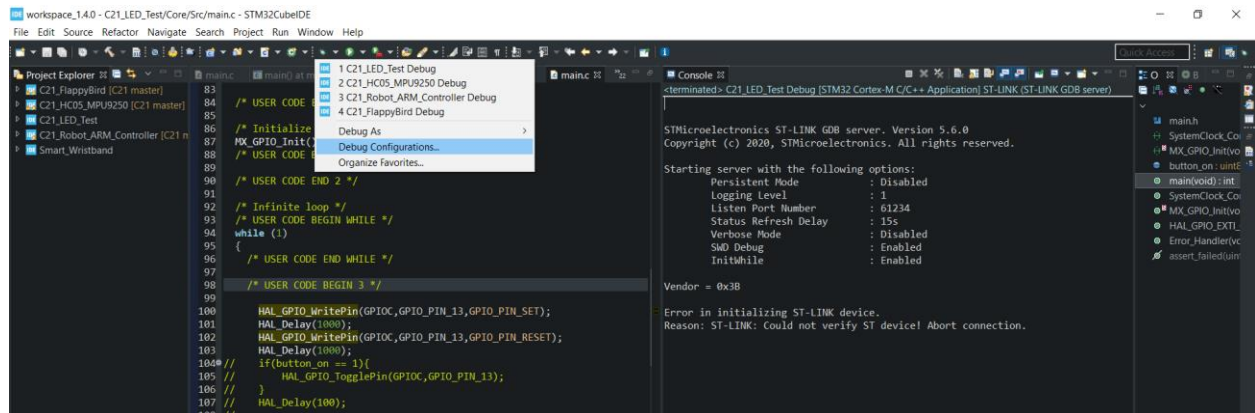 workspace_1.4.0 - C21_LED_Test/Core/Src/main.c - STM32CubeIDE
File Edit Source Refactor Navigate Search Project Run Window Help
Quick Access
Project Explorer
C21_FlappyBird [C21 master]
C21_HC05_MPU9250 [C21 master]
C21_LED_Test
C21_Robot_ARM_Controller [C21 n
Smart_Wristband
main.c
main() at m
main.c
1 C21_LED_Test Debug
2 C21_HC05_MPU9250 Debug
3 C21_Robot_ARM_Controller Debug
4 C21_FlappyBird Debug
Debug As
Debug Configurations...
Organize Favorites...
83
84 /* USER CODE
85
86 /* Initialize
87 MX_GPIO_Init()
88 /* USER CODE
89
90 /* USER CODE END 2 */
91
92 /* Infinite loop */
93 /* USER CODE BEGIN WHILE */
94 while (1)
95 {
96 /* USER CODE END WHILE */
97
98 /* USER CODE BEGIN 3 */
99
100 HAL_GPIO_WritePin(GPIOC,GPIO_PIN_13,GPIO_PIN_SET);
101 HAL_Delay(1000);
102 HAL_GPIO_WritePin(GPIOC,GPIO_PIN_13,GPIO_PIN_RESET);
103 HAL_Delay(1000);
104 // if(button_on == 1){
105 // HAL_GPIO_TogglePin(GPIOC,GPIO_PIN_13);
106 // }
107 // HAL_Delay(100);
Console
<terminated> C21_LED_Test Debug [STM32 Cortex-M C/C++ Application] ST-LINK (ST-LINK GDB server)
STMicroelectronics ST-LINK GDB server. Version 5.6.0
Copyright (c) 2020, STMicroelectronics. All rights reserved.
Starting server with the following options:
Persistent Mode : Disabled
Logging Level : 1
Listen Port Number : 61234
Status Refresh Delay : 15s
Verbose Mode : Disabled
SWD Debug : Enabled
InitWhile : Enabled
Vendor = 0x3B
Error in initializing ST-LINK device.
Reason: ST-LINK: Could not verify ST device! Abort connection.
main.h
SystemClock_Co
MX_GPIO_Init(vo
button_on : uint8
main(void) : int
SystemClock_Co
MX_GPIO_Init(vo
HAL_GPIO_EXTI_
Error_Handler(vo
assert_failed(uin